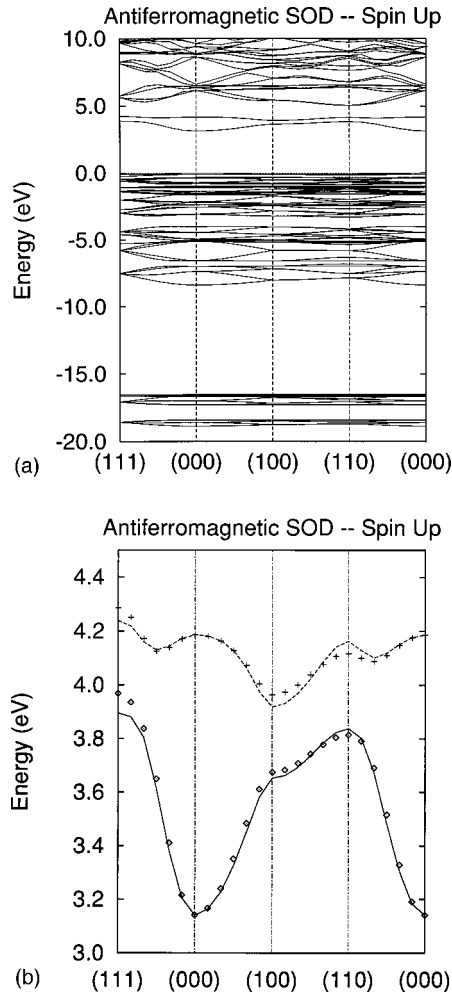 Antiferromagnetic SOD -- Spin Up
10.0
5.0
0.0
-5.0
-10.0
-15.0
-20.0
Energy (eV)
(a)
(111) (000) (100) (110) (000)
Antiferromagnetic SOD -- Spin Up
4.4
4.2
4.0
3.8
3.6
3.4
3.2
3.0
Energy (eV)
(b)
(111) (000) (100) (110) (000)